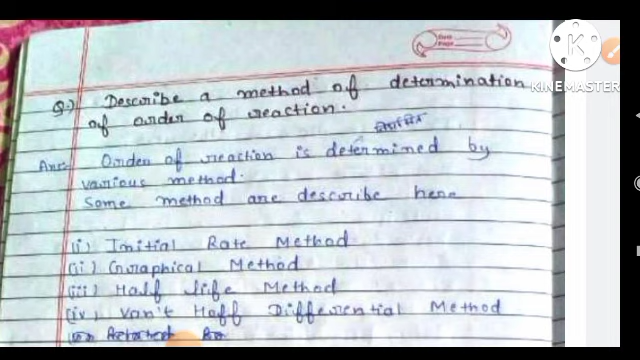 KINEMASTER
Q.) Describe a method of determination
of order of reaction.
निर्धारित
Ans:- Order of reaction is determined by
various method.
Some method are describe here
(i) Initial Rate Method
(ii) Graphical Method
(iii) Half life Method
(iv) Van't Hoff Differential Method